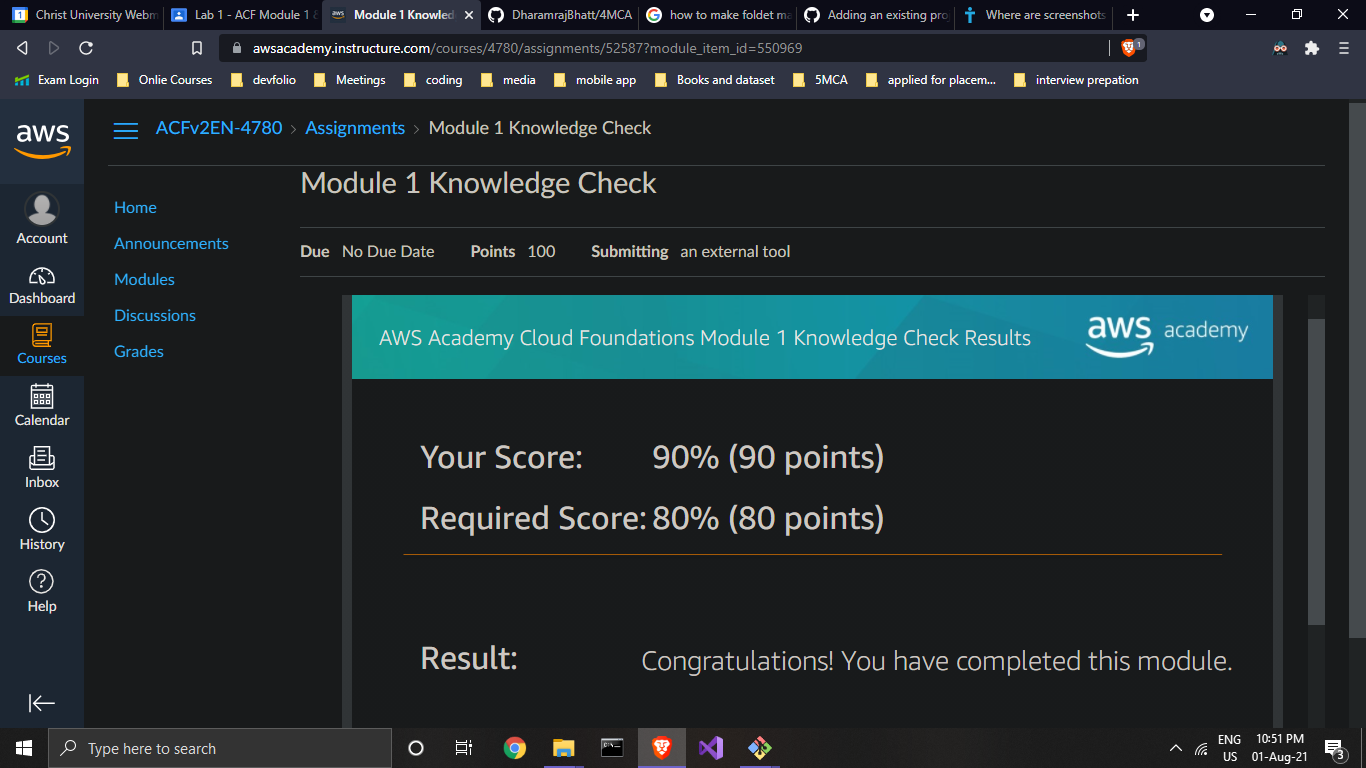 Christ University Webm
Lab 1 - ACF Module 1 &
Module 1 Knowled
DharamrajBhatt/4MCA
how to make foldet ma
Adding an existing proj
Where are screenshots
awsacademy.instructure.com/courses/4780/assignments/52587?module_item_id=550969
1
Exam Login
Onlie Courses
devfolio
Meetings
coding
media
mobile app
Books and dataset
5MCA
applied for placem...
interview prepation
aws
Account
Dashboard
Courses
Calendar
Inbox
History
Help
ACFv2EN-4780 > Assignments > Module 1 Knowledge Check
Home
Announcements
Modules
Discussions
Grades
Module 1 Knowledge Check
Due No Due Date Points 100 Submitting an external tool
AWS Academy Cloud Foundations Module 1 Knowledge Check Results
aws academy
Your Score: 90% (90 points)
Required Score: 80% (80 points)
Result: Congratulations! You have completed this module.
Type here to search
ENG
US
10:51 PM
01-Aug-21
3